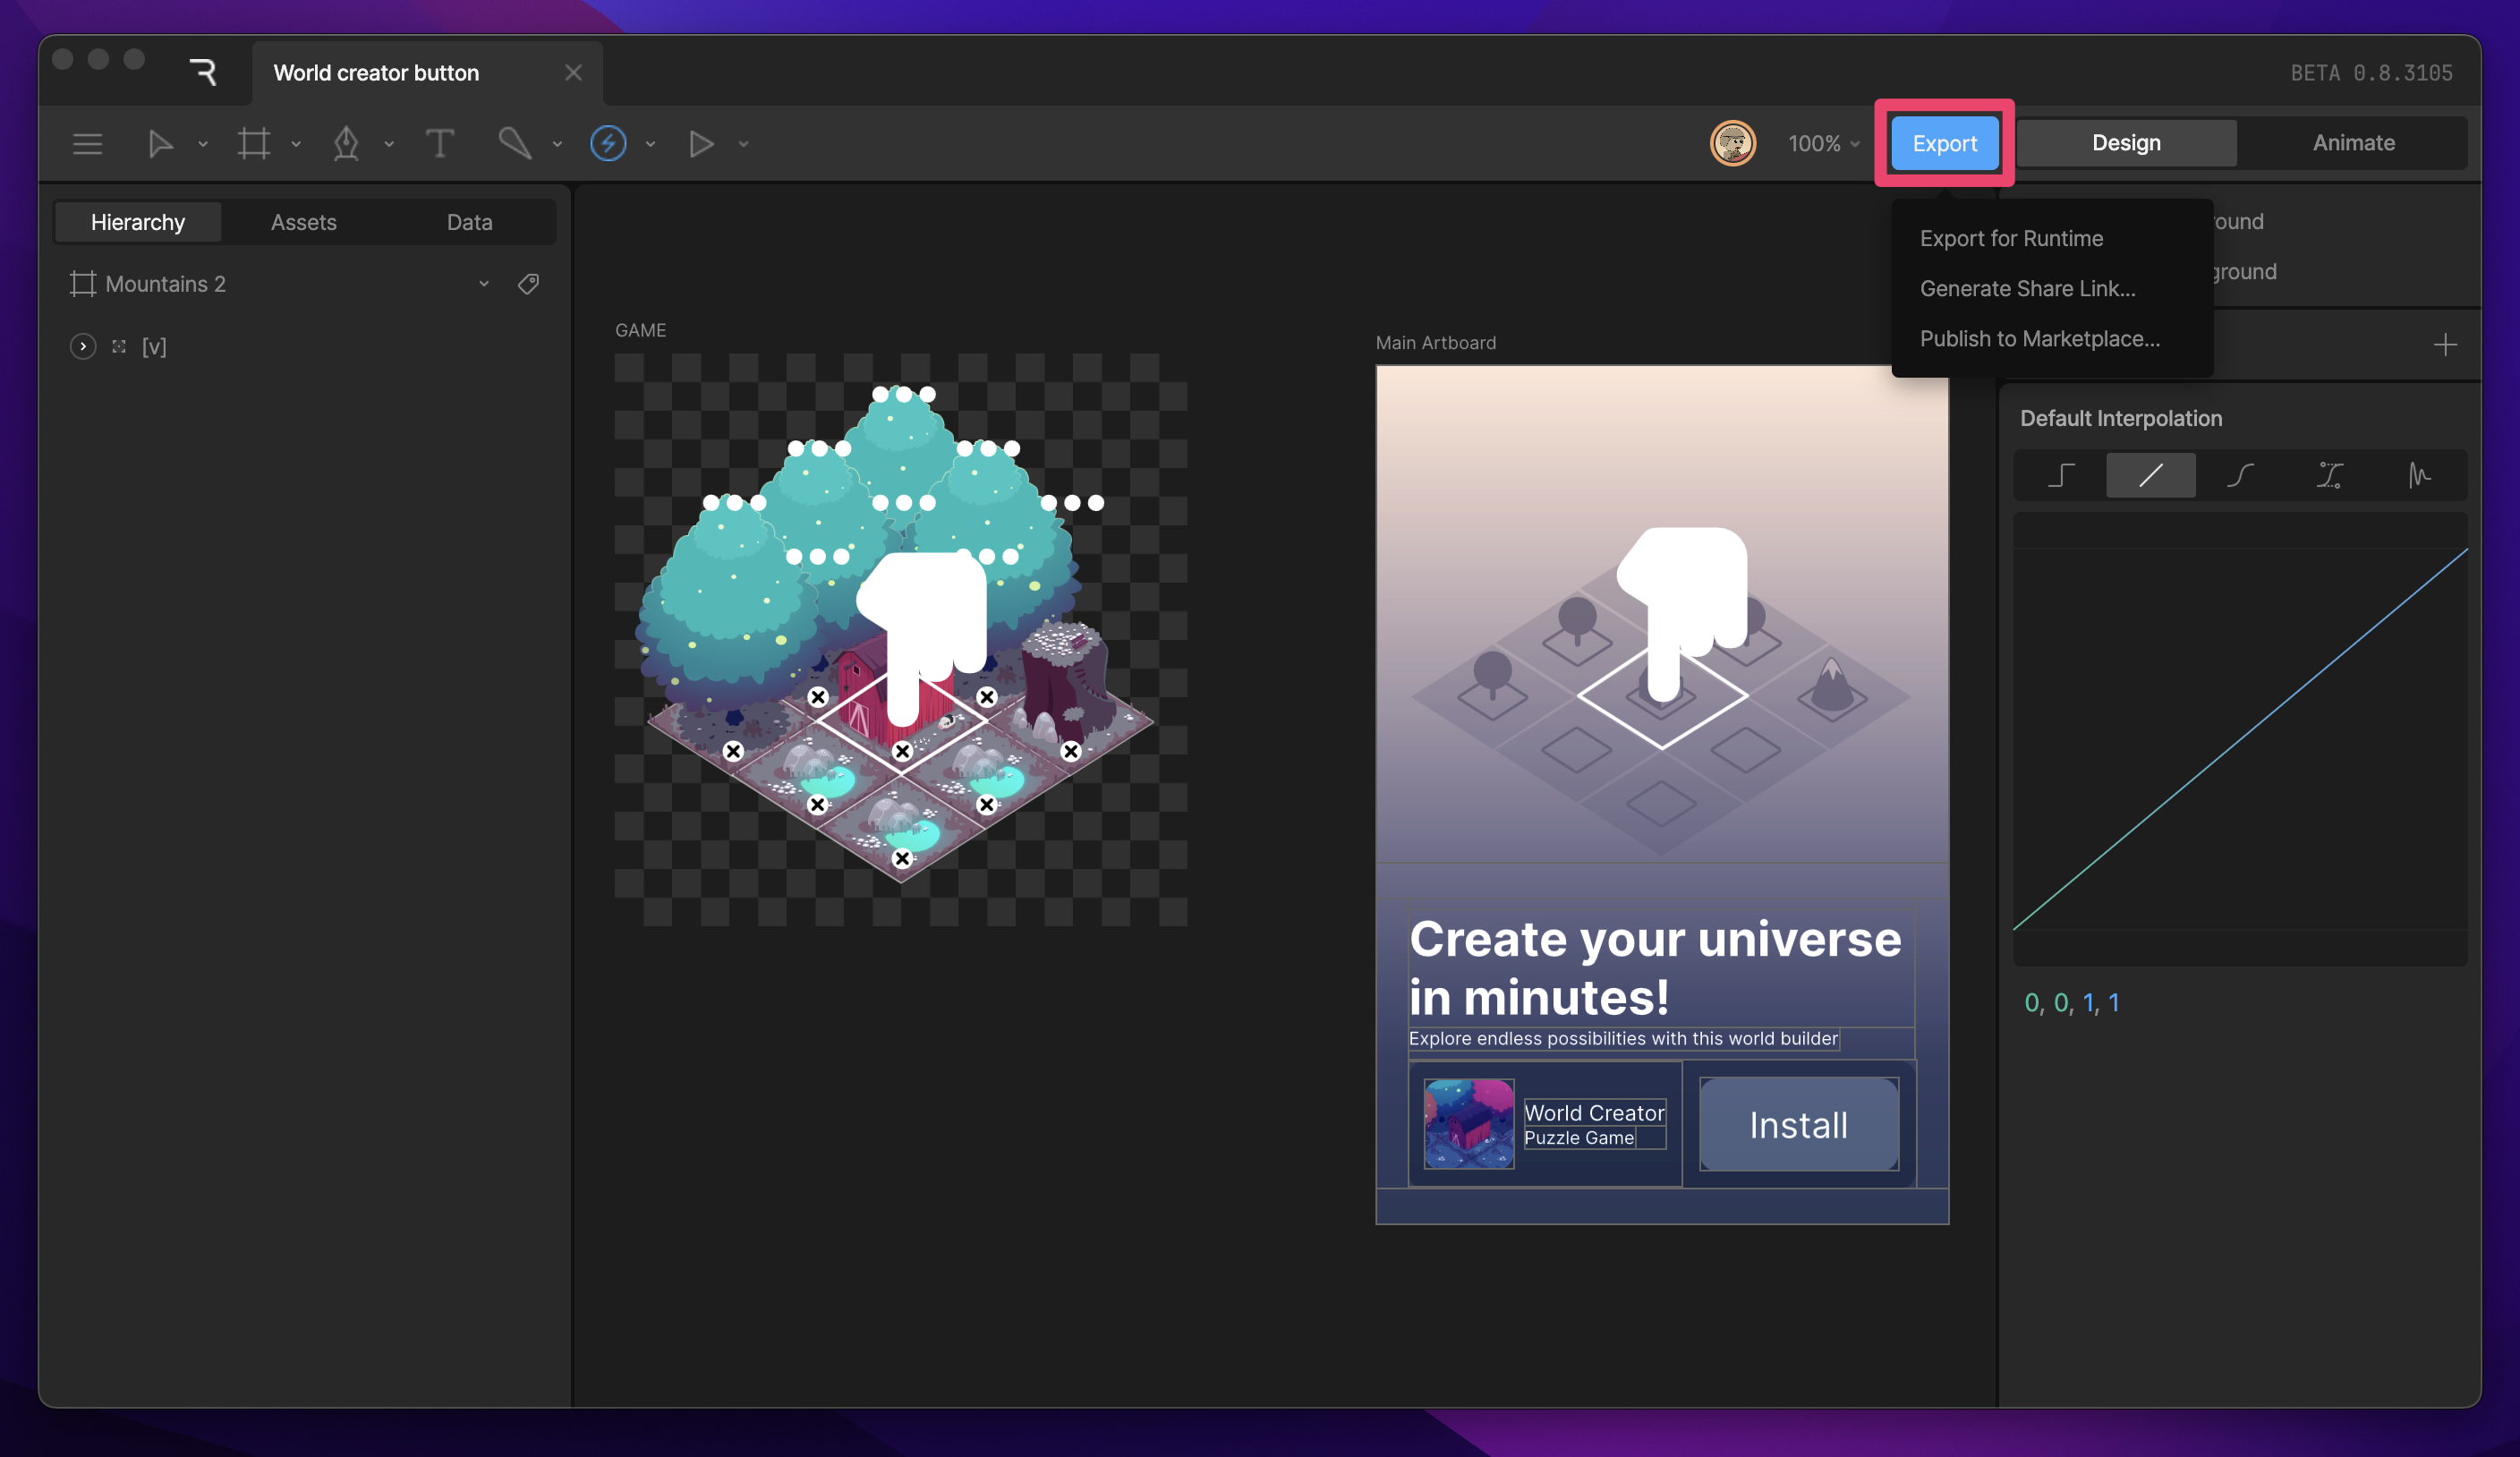 World creator button
BETA 0.8.3105
100%
Export
Design
Animate
Hierarchy
Assets
Data
Export for Runtime
Generate Share Link...
Publish to Marketplace...
ound
ground
Mountains 2
[v]
GAME
Main Artboard
Default Interpolation
0, 0, 1, 1
Create your universe
in minutes!
Explore endless possibilities with this world builder
World Creator
Puzzle Game
Install